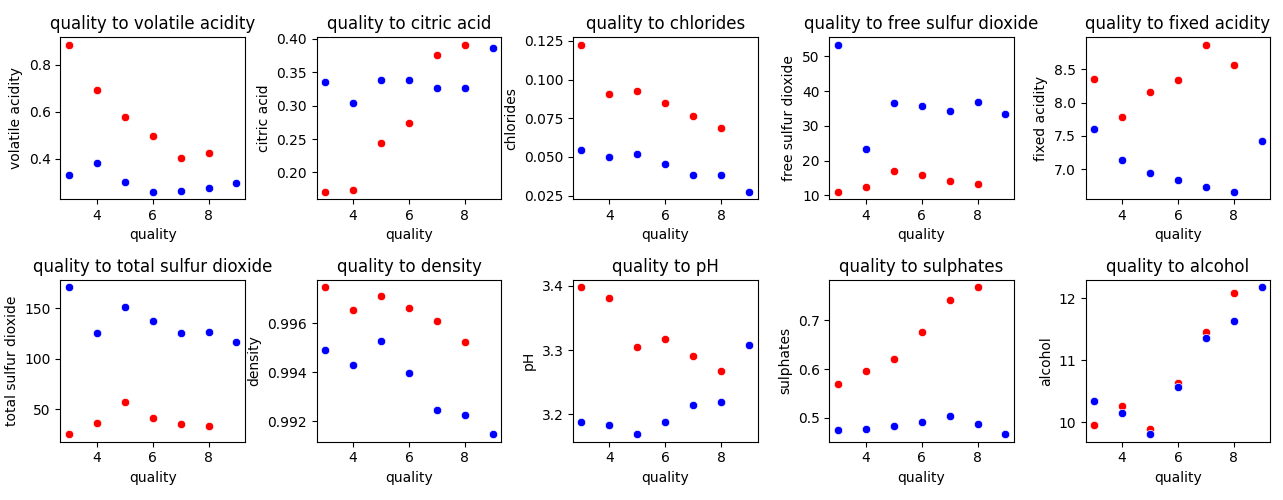 quality to volatile acidity
volatile acidity
0.8
0.6
0.4
4 6 8
quality
quality to citric acid
citric acid
0.40
0.35
0.30
0.25
0.20
4 6 8
quality
quality to chlorides
chlorides
0.125
0.100
0.075
0.050
0.025
4 6 8
quality
quality to free sulfur dioxide
free sulfur dioxide
50
40
30
20
10
4 6 8
quality
quality to fixed acidity
fixed acidity
8.5
8.0
7.5
7.0
4 6 8
quality
quality to total sulfur dioxide
total sulfur dioxide
150
100
50
4 6 8
quality
quality to density
density
0.996
0.994
0.992
4 6 8
quality
quality to pH
pH
3.4
3.3
3.2
4 6 8
quality
quality to sulphates
sulphates
0.7
0.6
0.5
4 6 8
quality
quality to alcohol
alcohol
12
11
10
4 6 8
quality